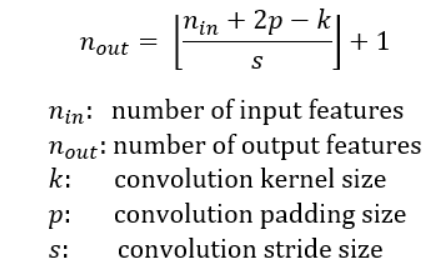 n_out = ⌊(n_in + 2p − k) / s⌋ + 1
n_in: number of input features
n_out: number of output features
k: convolution kernel size
p: convolution padding size
s: convolution stride size